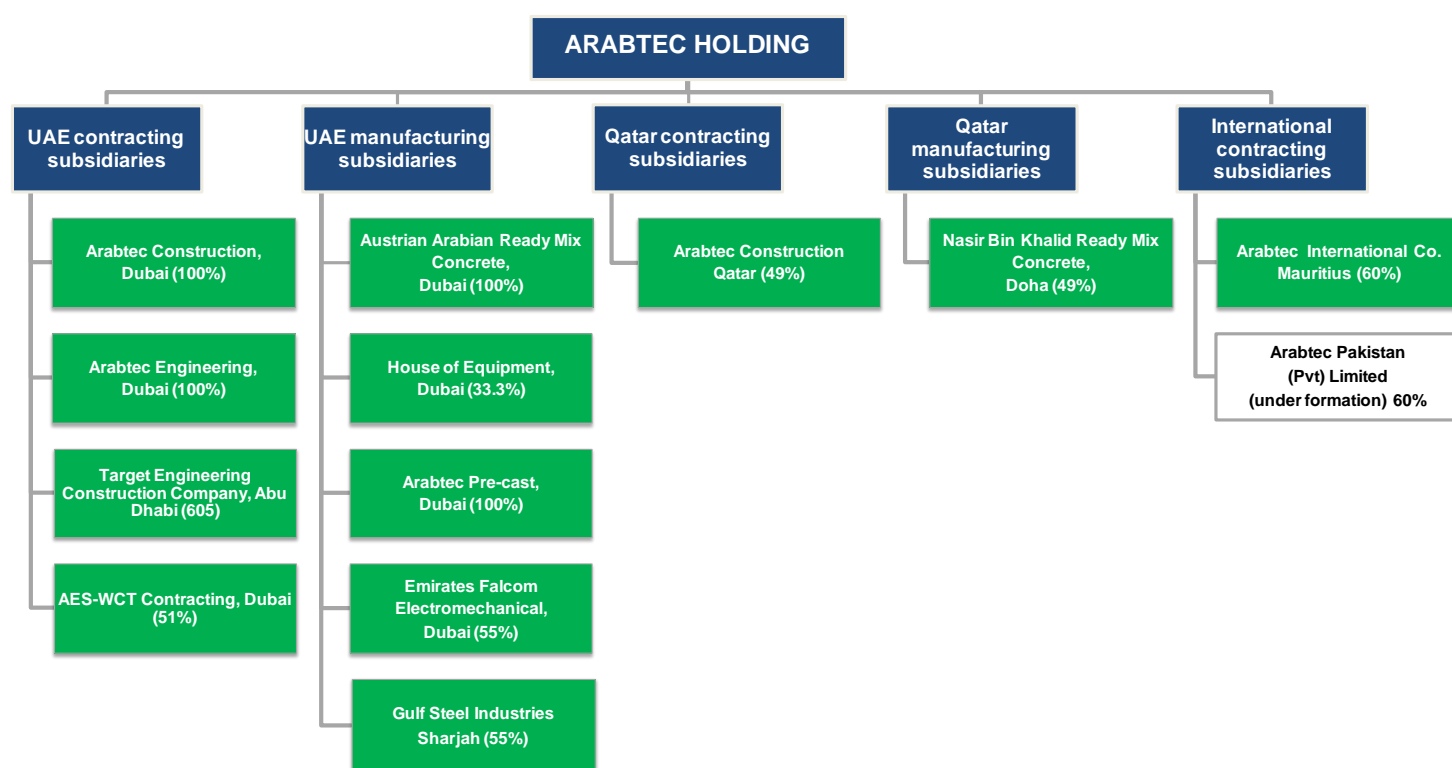 ARABTEC HOLDING
UAE contracting
subsidiaries
UAE manufacturing
subsidiaries
Qatar contracting
subsidiaries
Qatar
manufacturing
subsidiaries
International
contracting
subsidiaries
Arabtec Construction,
Dubai (100%)
Arabtec Engineering,
Dubai (100%)
Target Engineering
Construction Company, Abu
Dhabi (605)
AES-WCT Contracting, Dubai
(51%)
Austrian Arabian Ready Mix
Concrete,
Dubai (100%)
House of Equipment,
Dubai (33.3%)
Arabtec Pre-cast,
Dubai (100%)
Emirates Falcom
Electromechanical,
Dubai (55%)
Gulf Steel Industries
Sharjah (55%)
Arabtec Construction
Qatar (49%)
Nasir Bin Khalid Ready Mix
Concrete,
Doha (49%)
Arabtec International Co.
Mauritius (60%)
Arabtec Pakistan
(Pvt) Limited
(under formation) 60%